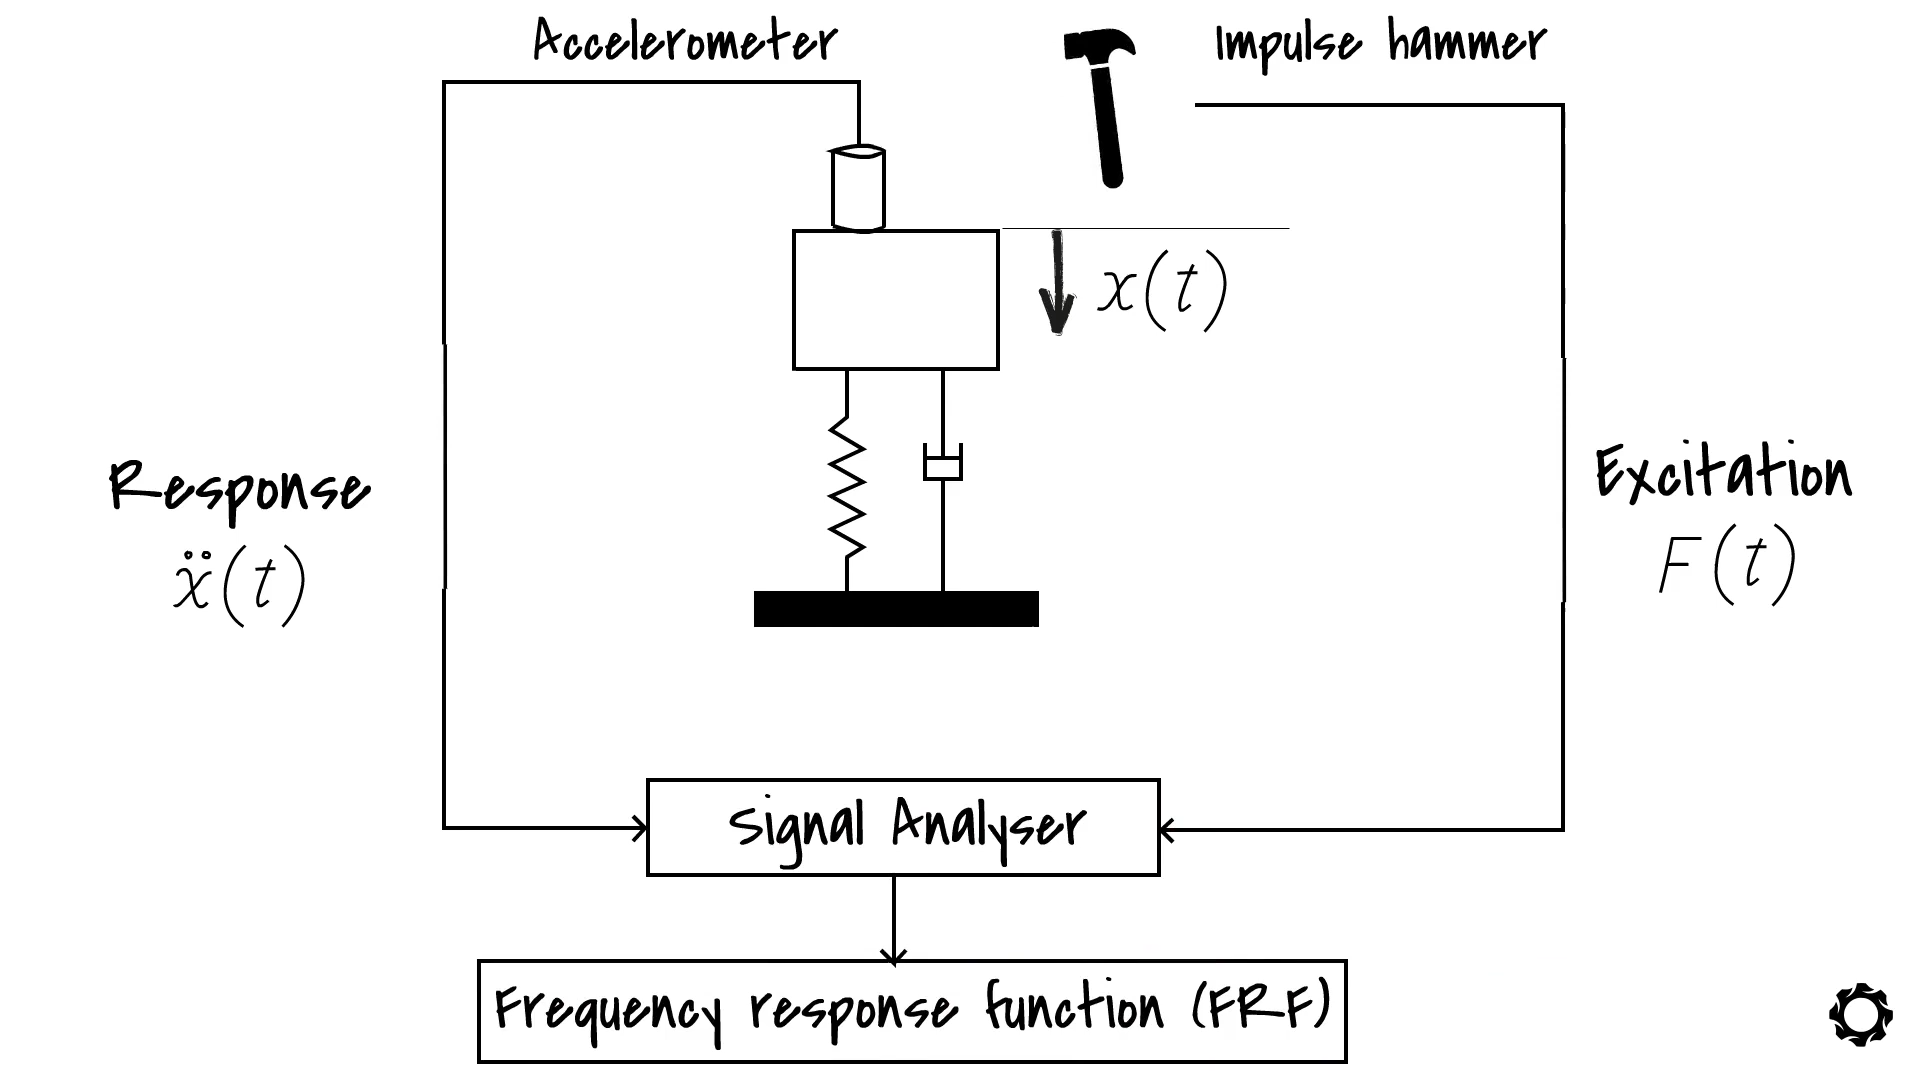 Accelerometer
Impulse hammer
x(t)
Response
ẍ(t)
Excitation
F(t)
Signal Analyser
Frequency response function (FRF)